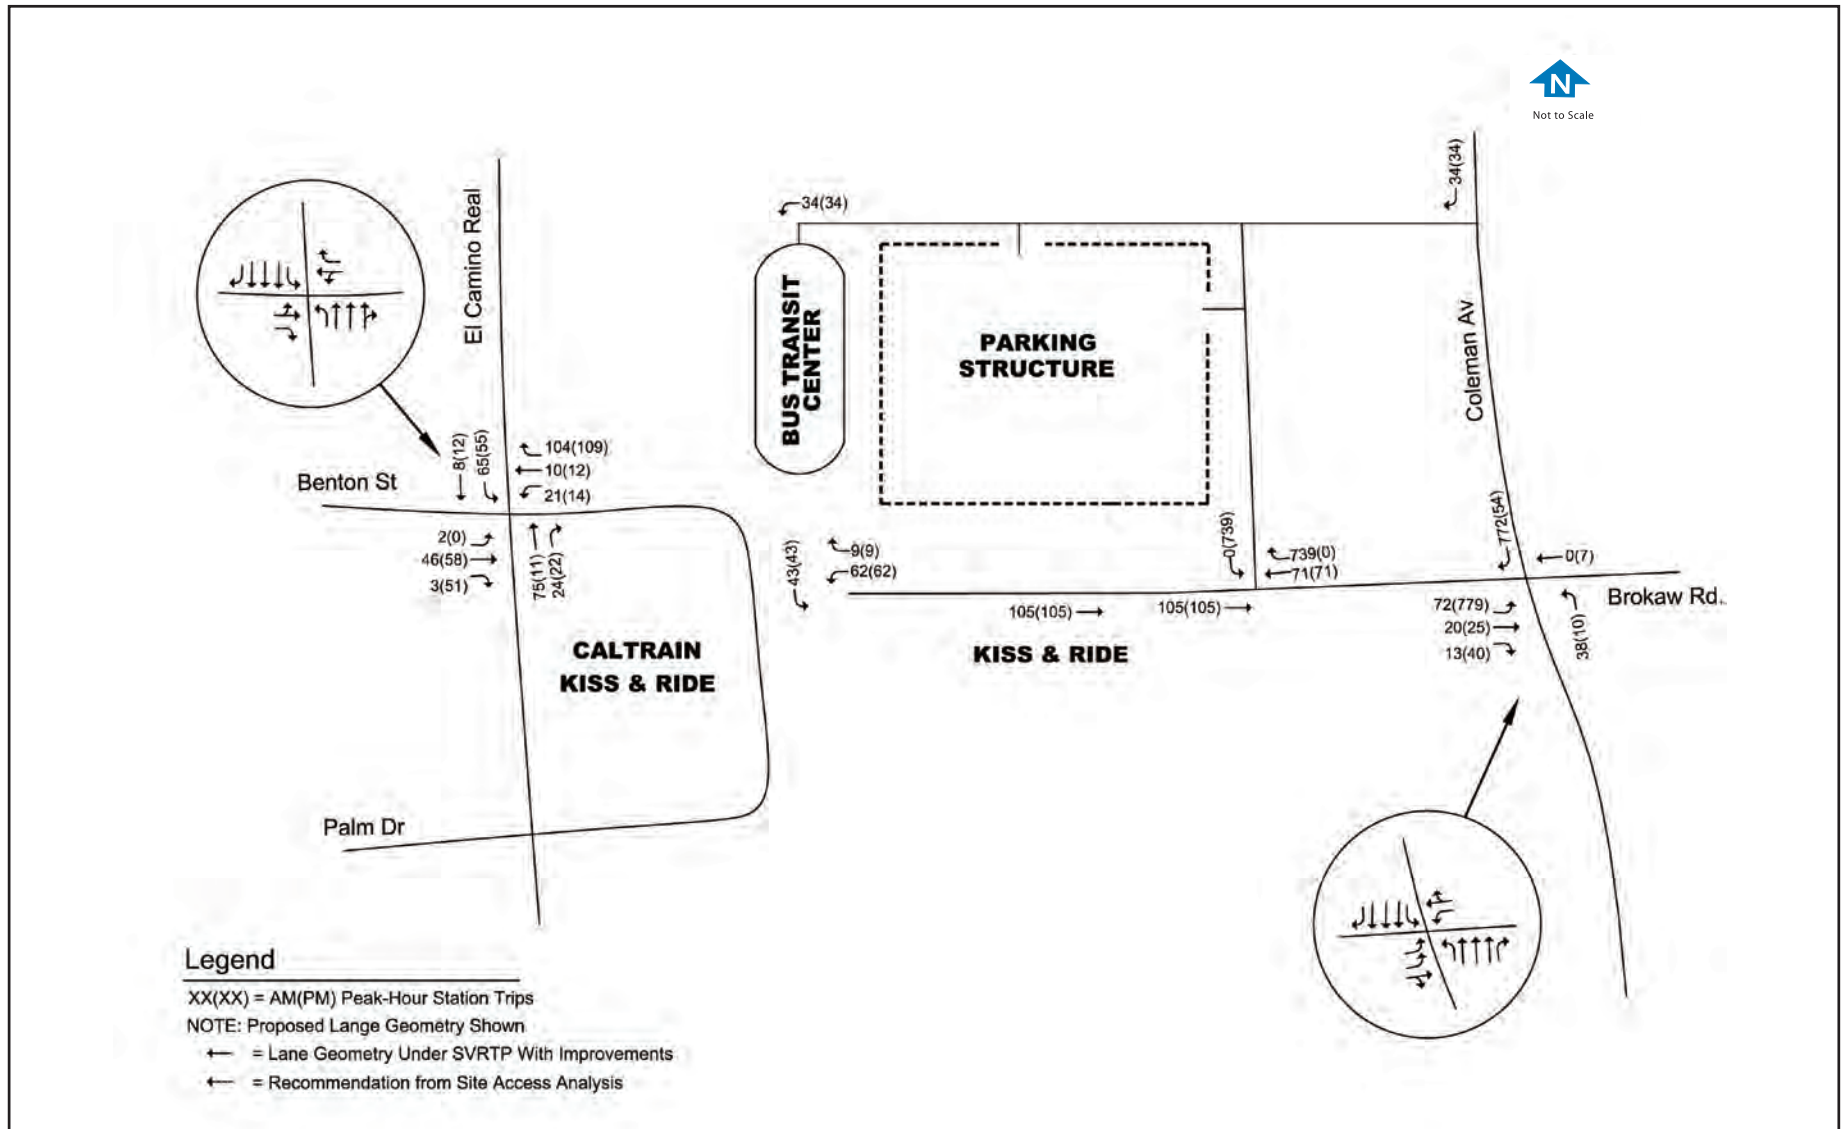 N
Not to Scale
34(34)
34(34)
El Camino Real
BUS TRANSIT
CENTER
PARKING
STRUCTURE
Coleman Av
8(12)
65(55)
104(109)
10(12)
21(14)
Benton St
2(0)
46(58)
3(51)
75(11)
24(22)
43(43)
9(9)
62(62)
0(739)
739(0)
71(71)
772(54)
0(7)
105(105)
105(105)
72(779)
20(25)
13(40)
38(10)
Brokaw Rd.
CALTRAIN
KISS & RIDE
KISS & RIDE
Palm Dr
Legend
XX(XX) = AM(PM) Peak-Hour Station Trips
NOTE: Proposed Lange Geometry Shown
= Lane Geometry Under SVRTP With Improvements
= Recommendation from Site Access Analysis